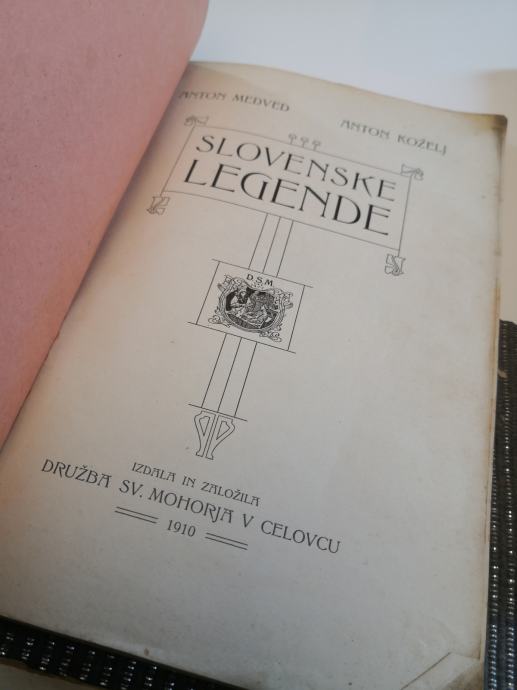 ANTON MEDVED
ANTON KOŽELJ
SLOVENSKE
LEGENDE
D.S.M.
IZDALA IN ZALOŽILA
DRUŽBA SV. MOHORJA V CELOVCU
1910